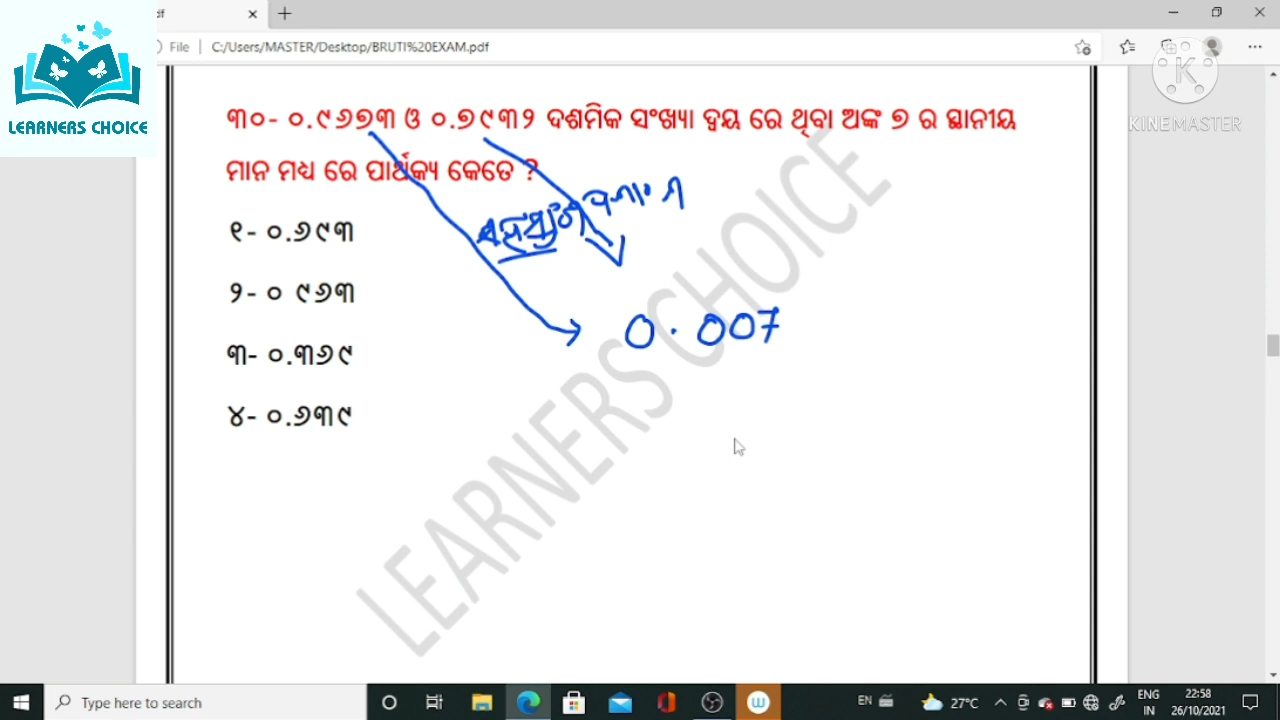 df
File C:/Users/MASTER/Desktop/BRUTI%20EXAM.pdf
LEARNERS CHOICE
K
KINEMASTER
୩୦- ୦.୯୬୭୩ ଓ ୦.୭୯୩୨ ଦଶମିକ ସଂଖ୍ୟା ଦ୍ୱୟ ରେ ଥିବା ଅଙ୍କ ୭ ର ସ୍ଥାନୀୟ
ମାନ ମଧ୍ୟ ରେ ପାର୍ଥକ୍ୟ କେତେ ?
୧- ୦.୬୯୩
୨- ୦ ୯୬୩
୩- ୦.୩୬୯
୪- ୦.୬୩୯
ଦଶାଂଶ
0.007
LEARNERS CHOICE
Type here to search
27°C
ENG
IN
22:58
26/10/2021
EN